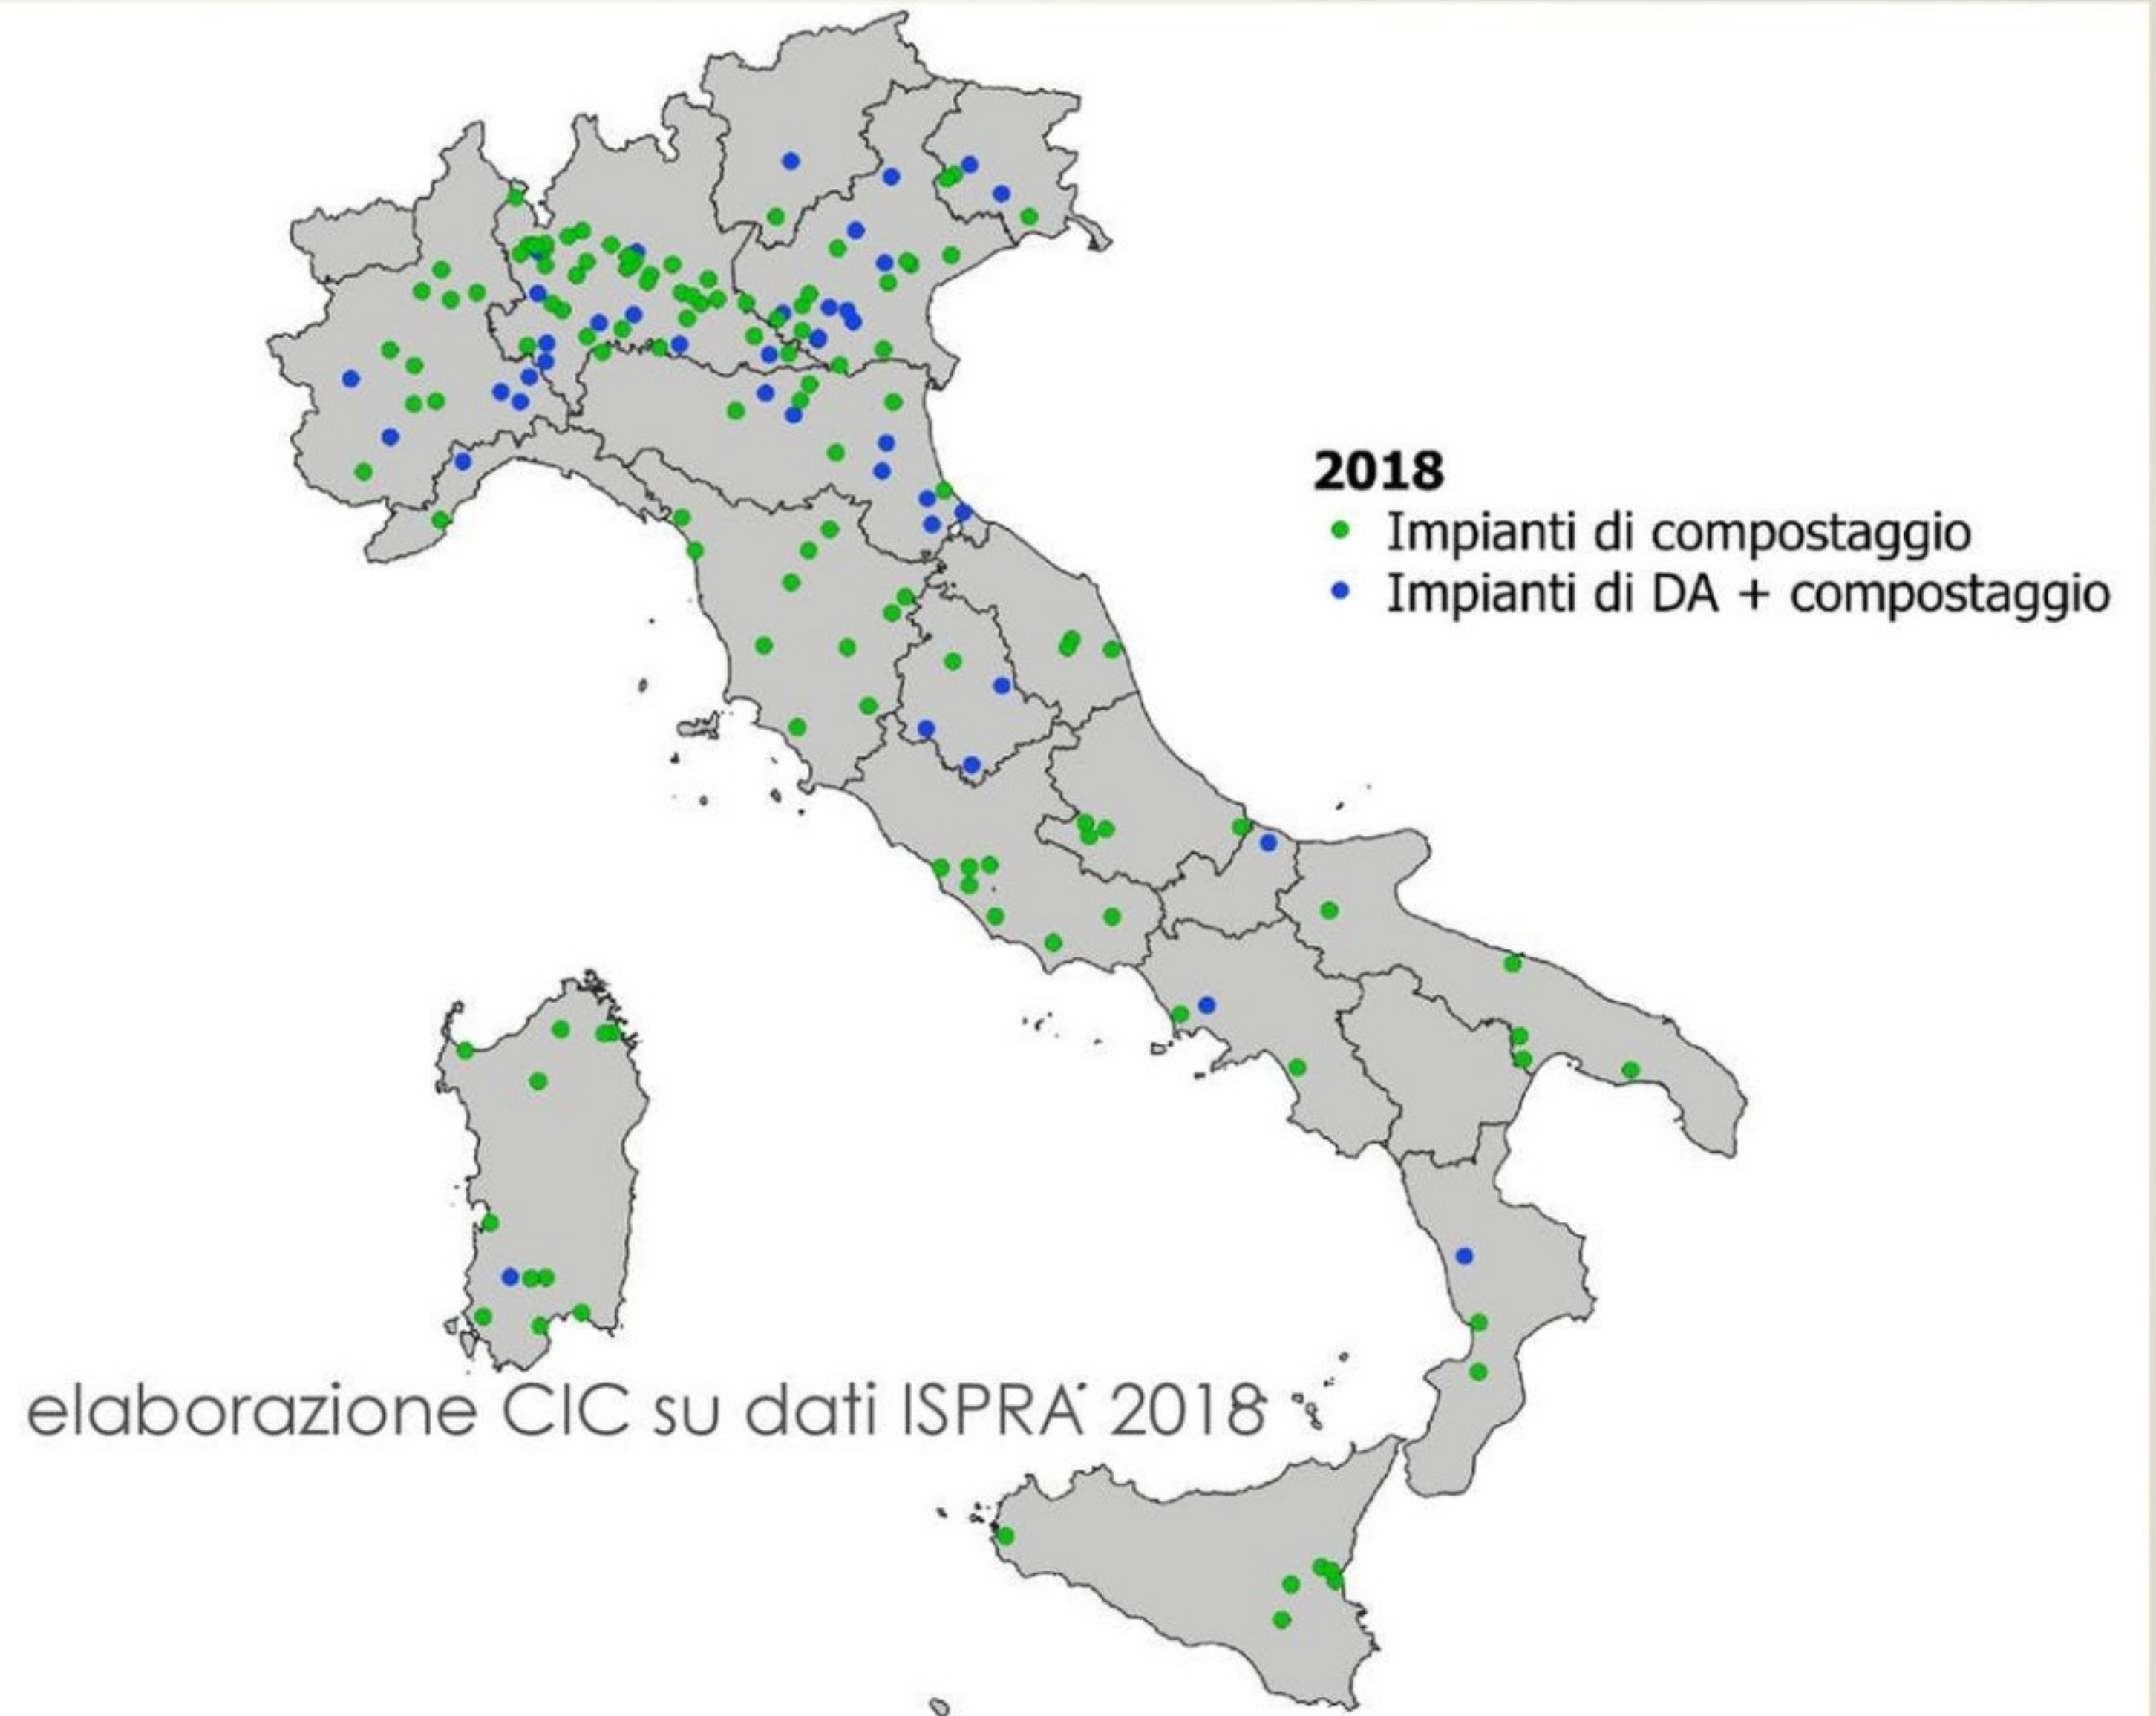 2018
Impianti di compostaggio
Impianti di DA + compostaggio
elaborazione CIC su dati ISPRA 2018